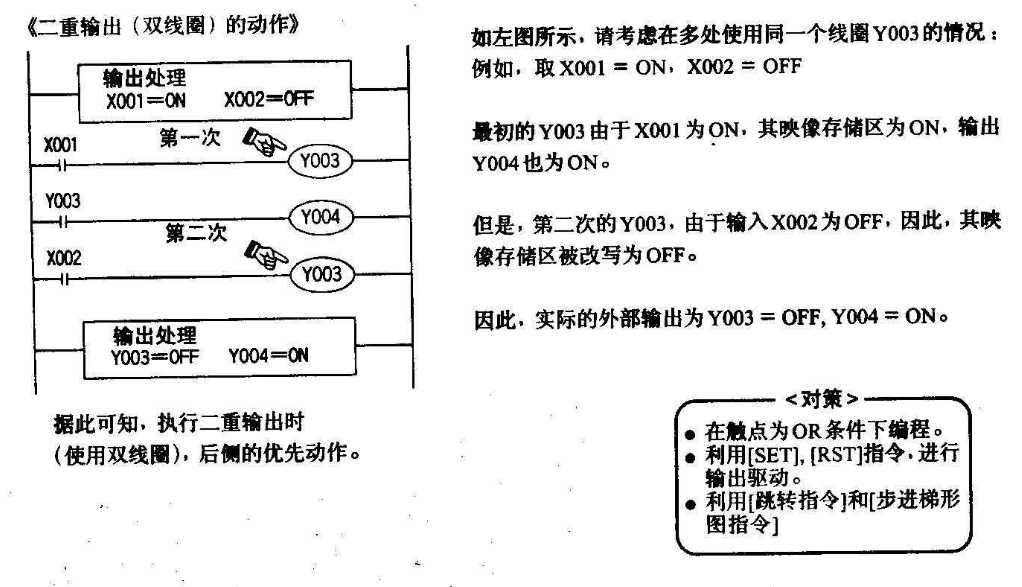 《二重输出（双线圈）的动作》
输出处理
X001＝ON X002＝OFF
X001
第一次
Y003
Y003
Y004
第二次
X002
Y003
输出处理
Y003＝OFF Y004＝ON
据此可知，执行二重输出时
（使用双线圈），后侧的优先动作。
如左图所示，请考虑在多处使用同一个线圈Y003的情况：
例如，取X001 = ON，X002 = OFF
最初的Y003由于X001为ON，其映像存储区为ON，输出
Y004也为ON。
但是，第二次的Y003，由于输入X002为OFF，因此，其映
像存储区被改写为OFF。
因此，实际的外部输出为Y003 = OFF, Y004 = ON。
<对策>
● 在触点为OR条件下编程。
● 利用[SET], [RST]指令，进行
输出驱动。
● 利用[跳转指令]和[步进梯形
图指令]